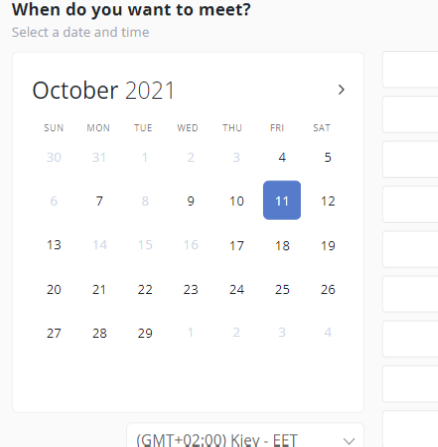 When do you want to meet?
Select a date and time
October 2021
SUN MON TUE WED THU FRI SAT
30 31 1 2 3 4 5
6 7 8 9 10 11 12
13 14 15 16 17 18 19
20 21 22 23 24 25 26
27 28 29 1 2 3 4
(GMT+02:00) Kiev - EET